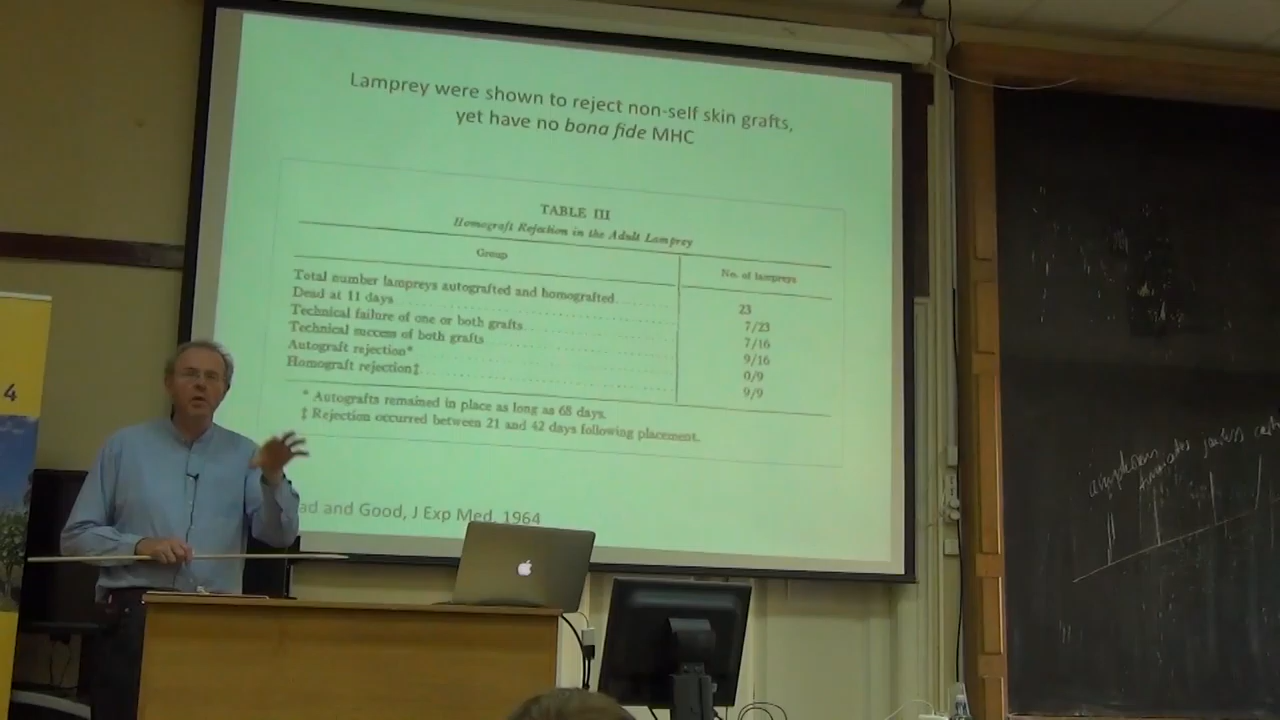 Lamprey were shown to reject non-self skin grafts,
yet have no bona fide MHC
TABLE III
Homograft Rejection in the Adult Lamprey
Group
No. of lampreys
Total number lampreys autografted and homografted 23
Dead at 11 days 7/23
Technical failure of one or both grafts 7/16
Technical success of both grafts 9/16
Autograft rejection* 0/9
Homograft rejection‡ 9/9
* Autografts remained in place as long as 68 days.
‡ Rejection occurred between 21 and 42 days following placement.
ad and Good, J Exp Med, 1964
4
tunicates jawless